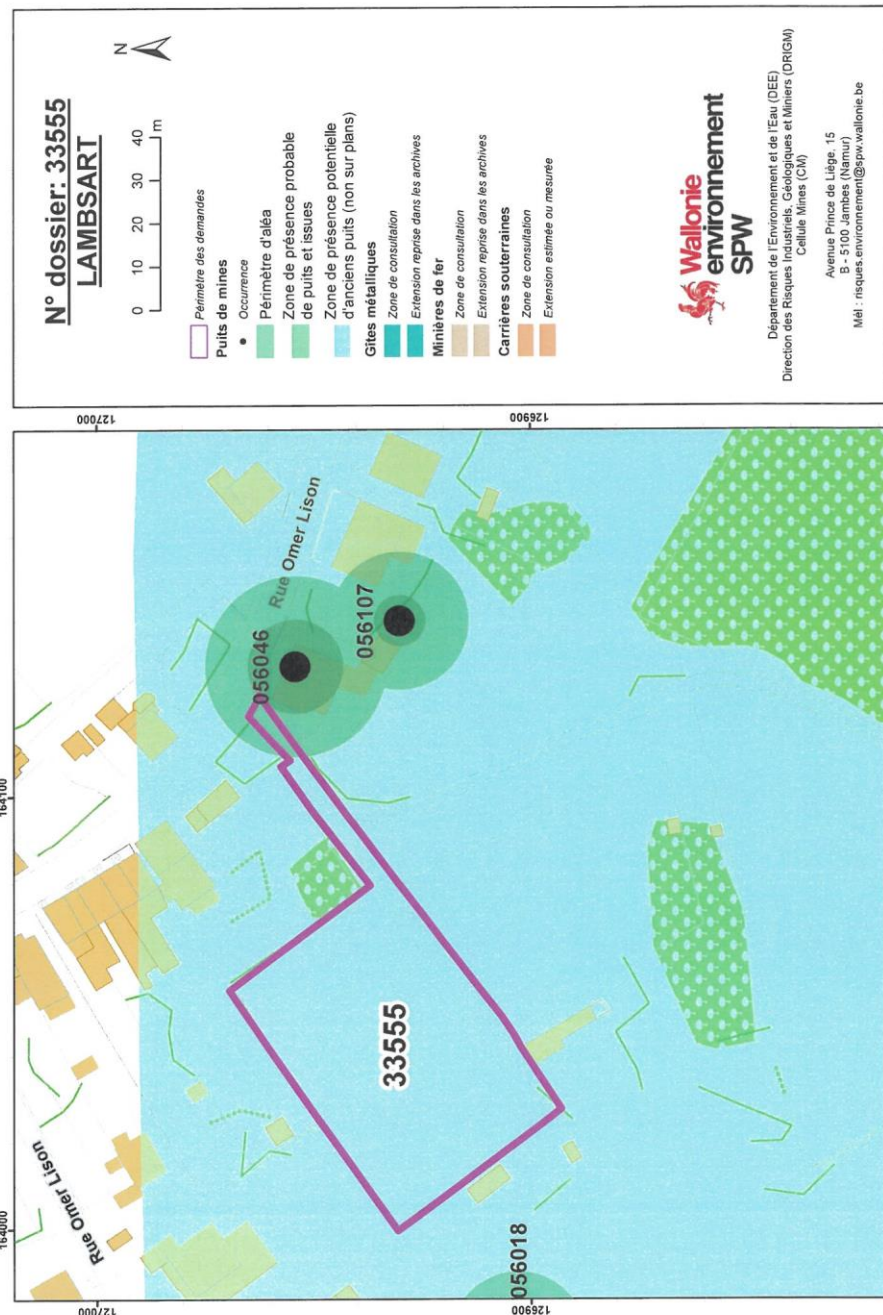 N° dossier: 33555
LAMBSART
N
0 10 20 30 40
m
Périmètre des demandes
Puits de mines
Occurrence
Périmètre d'aléa
Zone de présence probable
de puits et issues
Zone de présence potentielle
d'anciens puits (non sur plans)
Gîtes métalliques
Zone de consultation
Extension reprise dans les archives
Minières de fer
Zone de consultation
Extension reprise dans les archives
Carrières souterraines
Zone de consultation
Extension estimée ou mesurée
Wallonie
environnement
SPW
Département de l'Environnement et de l'Eau (DEE)
Direction des Risques Industriels, Géologiques et Miniers (DRIGM)
Cellule Mines (CM)
Avenue Prince de Liège, 15
B - 5100 Jambes (Namur)
Mél : risques.environnement@spw.wallonie.be
164000
164100
127000
127000
126900
126900
Rue Omer Lison
Rue Omer Lison
056046
056107
33555
056018